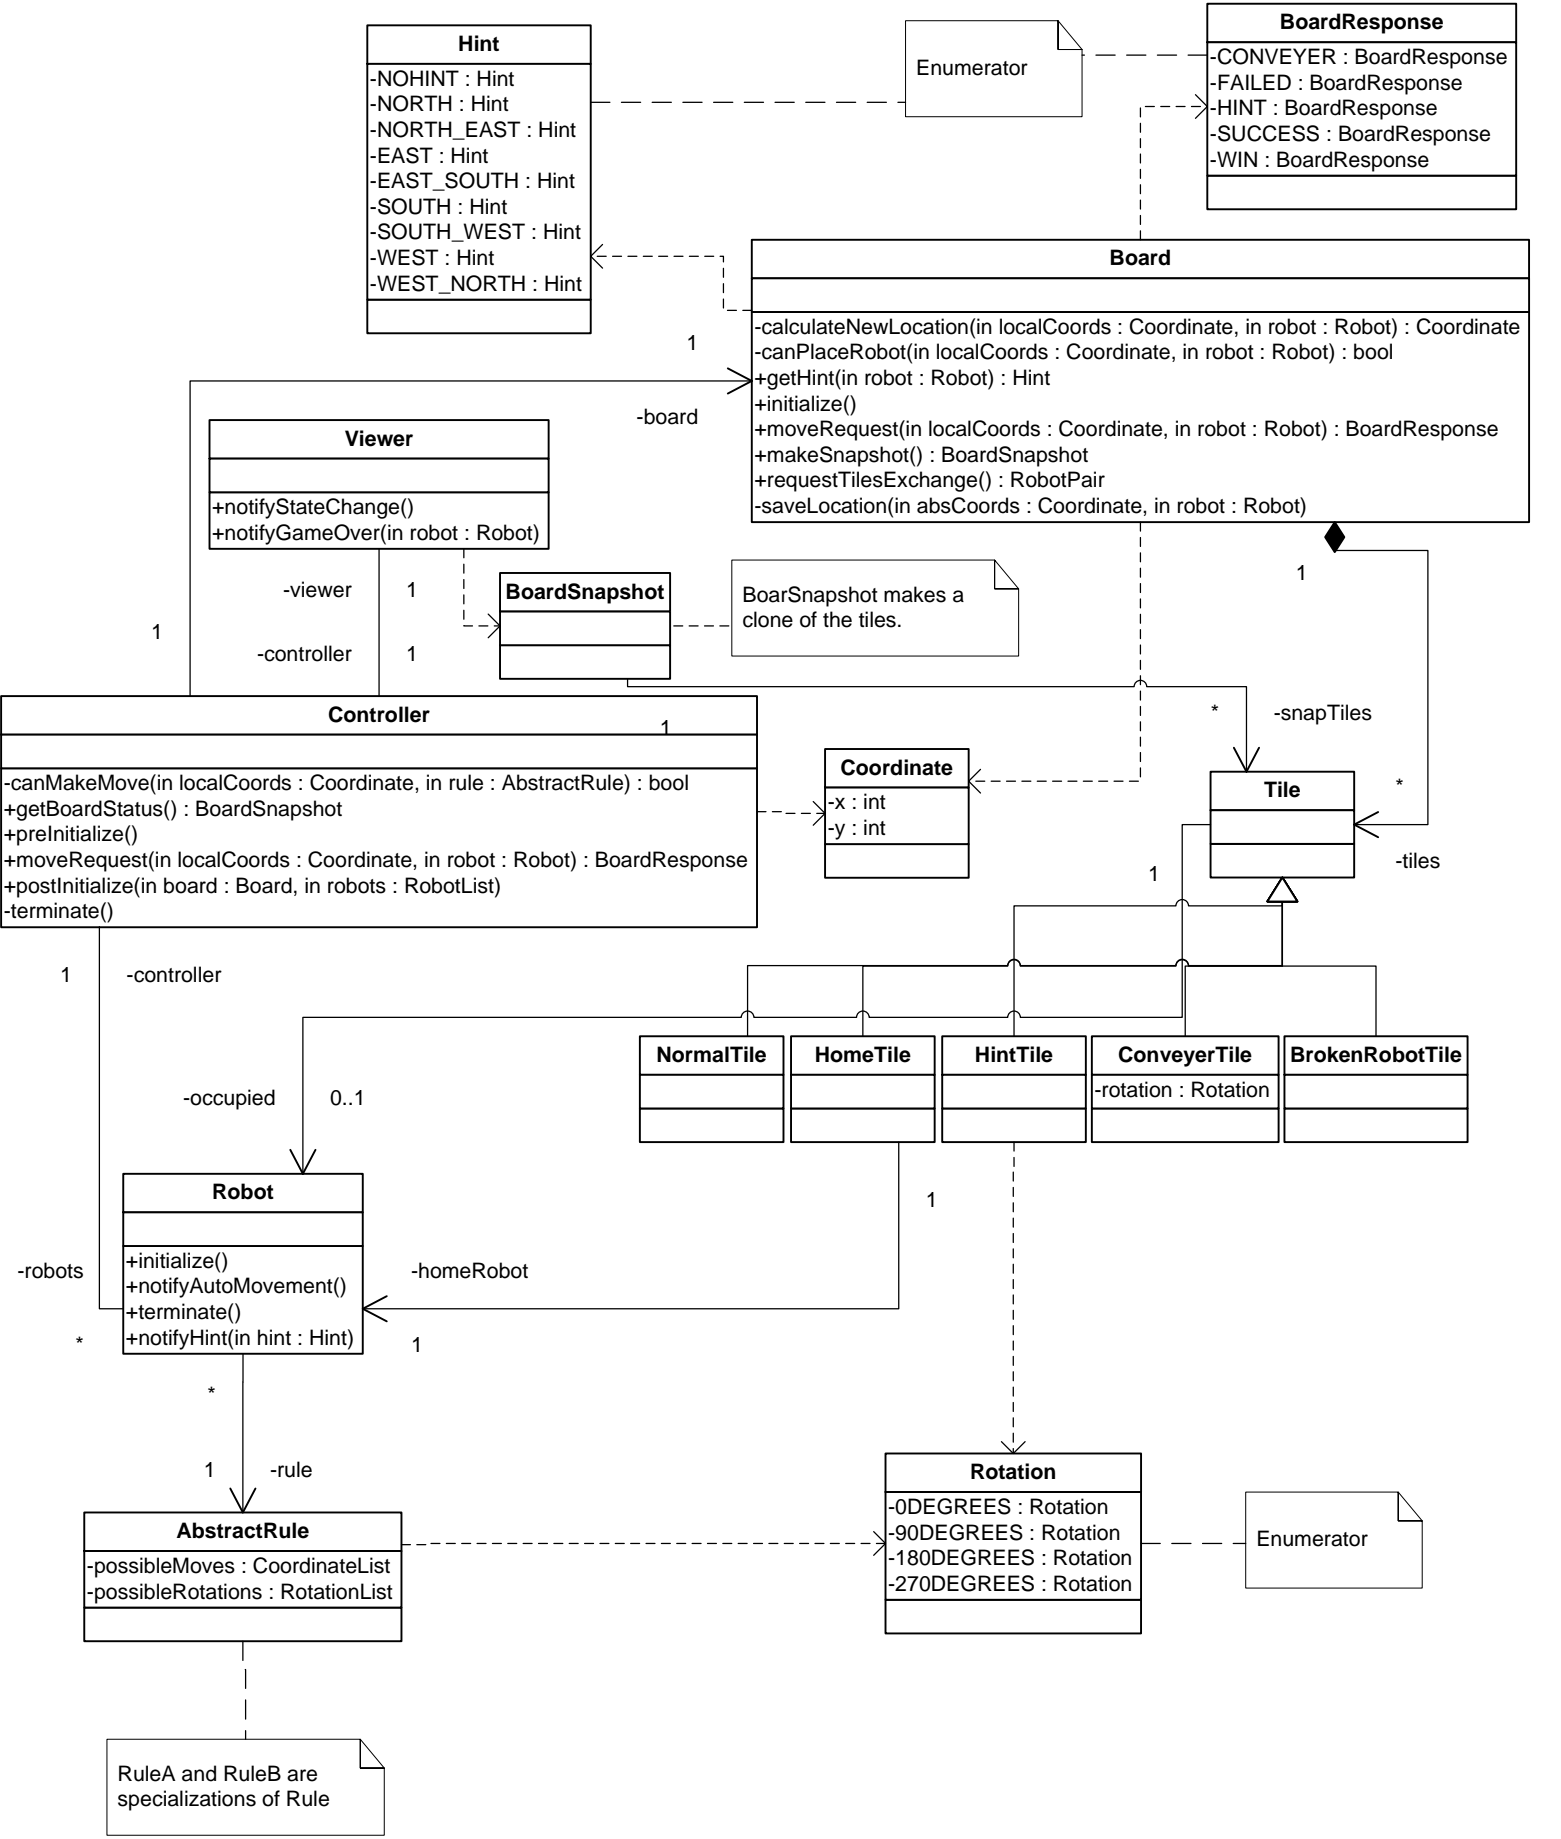 Hint
-NOHINT : Hint
-NORTH : Hint
-NORTH_EAST : Hint
-EAST : Hint
-EAST_SOUTH : Hint
-SOUTH : Hint
-SOUTH_WEST : Hint
-WEST : Hint
-WEST_NORTH : Hint
Enumerator
BoardResponse
-CONVEYER : BoardResponse
-FAILED : BoardResponse
-HINT : BoardResponse
-SUCCESS : BoardResponse
-WIN : BoardResponse
Board
-calculateNewLocation(in localCoords : Coordinate, in robot : Robot) : Coordinate
-canPlaceRobot(in localCoords : Coordinate, in robot : Robot) : bool
+getHint(in robot : Robot) : Hint
+initialize()
+moveRequest(in localCoords : Coordinate, in robot : Robot) : BoardResponse
+makeSnapshot() : BoardSnapshot
+requestTilesExchange() : RobotPair
-saveLocation(in absCoords : Coordinate, in robot : Robot)
1
-board
Viewer
+notifyStateChange()
+notifyGameOver(in robot : Robot)
-viewer
1
1
-controller
1
BoardSnapshot
BoarSnapshot makes a
clone of the tiles.
1
Controller
1
-canMakeMove(in localCoords : Coordinate, in rule : AbstractRule) : bool
+getBoardStatus() : BoardSnapshot
+preInitialize()
+moveRequest(in localCoords : Coordinate, in robot : Robot) : BoardResponse
+postInitialize(in board : Board, in robots : RobotList)
-terminate()
Coordinate
-x : int
-y : int
*
-snapTiles
Tile
*
-tiles
1
1
-controller
NormalTile
HomeTile
HintTile
ConveyerTile
-rotation : Rotation
BrokenRobotTile
-occupied
0..1
Robot
+initialize()
+notifyAutoMovement()
+terminate()
+notifyHint(in hint : Hint)
-robots
*
1
-homeRobot
1
*
1
-rule
AbstractRule
-possibleMoves : CoordinateList
-possibleRotations : RotationList
Rotation
-0DEGREES : Rotation
-90DEGREES : Rotation
-180DEGREES : Rotation
-270DEGREES : Rotation
Enumerator
RuleA and RuleB are
specializations of Rule